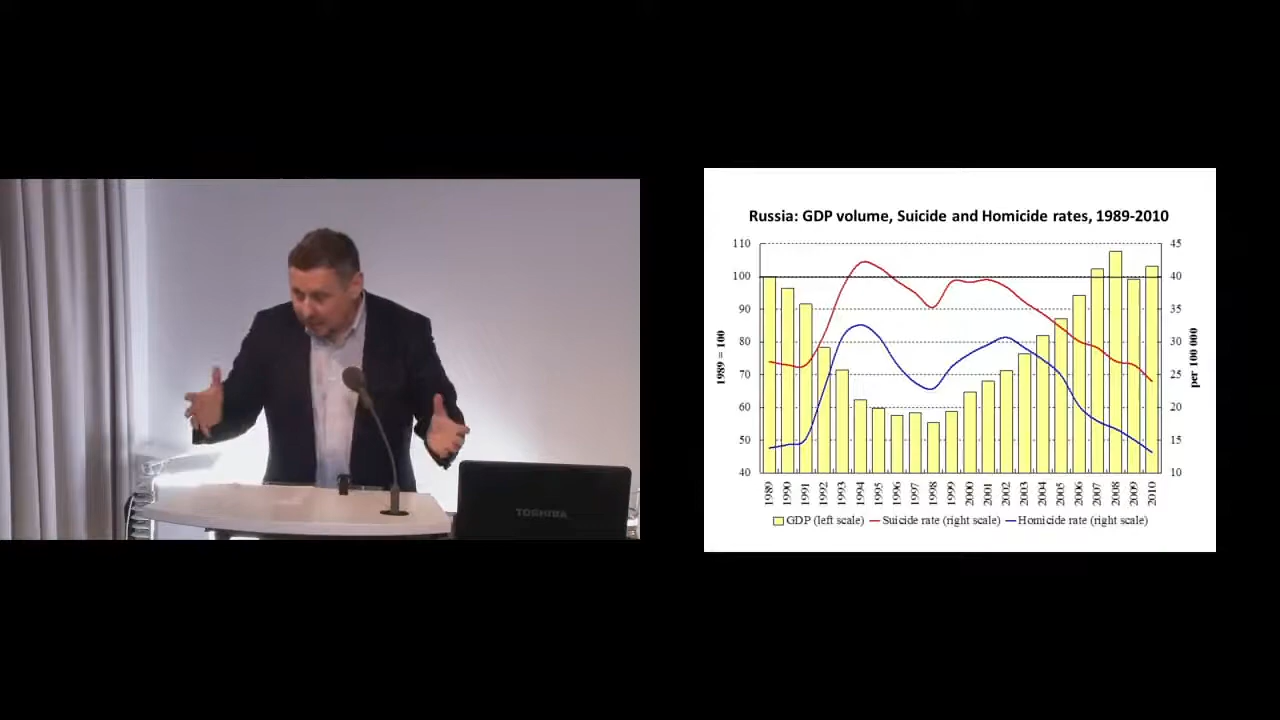 TOSHIBA
Russia: GDP volume, Suicide and Homicide rates, 1989-2010
110
100
90
80
70
60
50
40
1989 = 100
45
40
35
30
25
20
15
10
per 100 000
1989 1990 1991 1992 1993 1994 1995 1996 1997 1998 1999 2000 2001 2002 2003 2004 2005 2006 2007 2008 2009 2010
GDP (left scale) Suicide rate (right scale) Homicide rate (right scale)